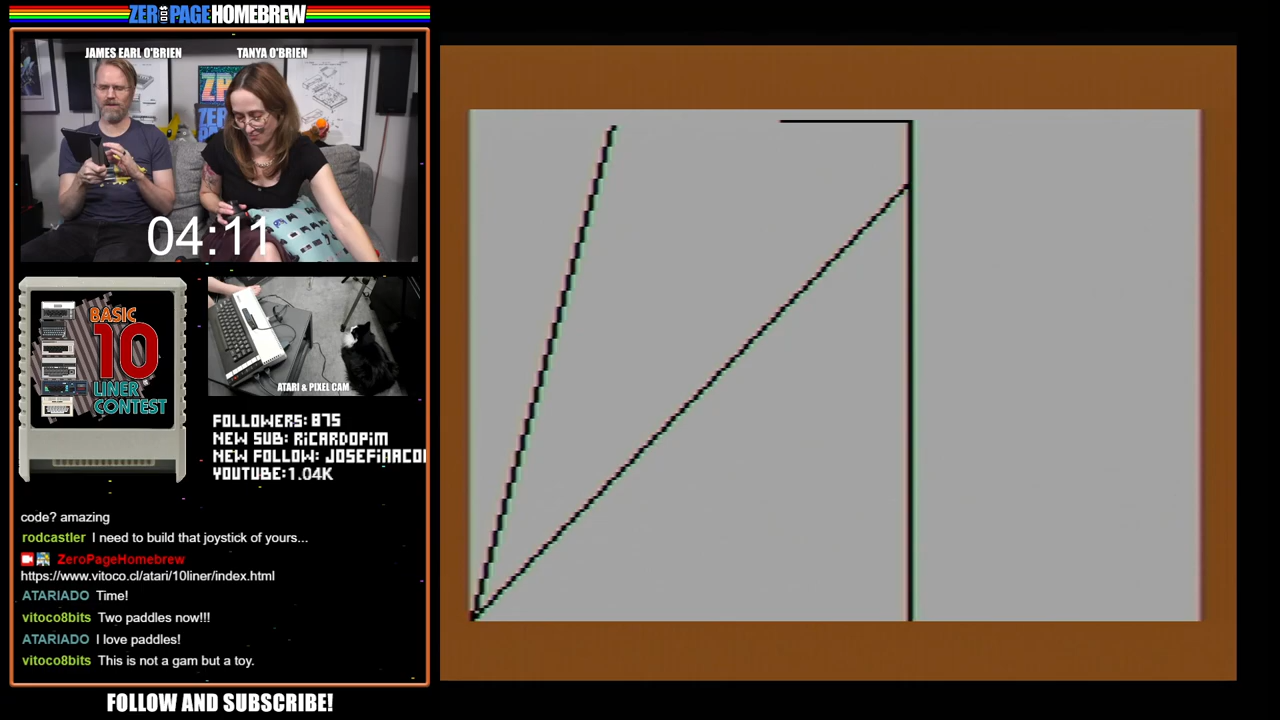 ZEROPAGE HOMEBREW
JAMES EARL O'BRIEN
TANYA O'BRIEN
04:11
BASIC
10
LINER
CONTEST
ATARI & PIXEL CAM
FOLLOWERS: 875
NEW SUB: RICARDOPIM
NEW FOLLOW: JOSEFINACO
YOUTUBE:1.04K
code? amazing
rodcastler I need to build that joystick of yours...
ZeroPageHomebrew
https://www.vitoco.cl/atari/10liner/index.html
ATARIADO Time!
vitoco8bits Two paddles now!!!
ATARIADO I love paddles!
vitoco8bits This is not a gam but a toy.
FOLLOW AND SUBSCRIBE!